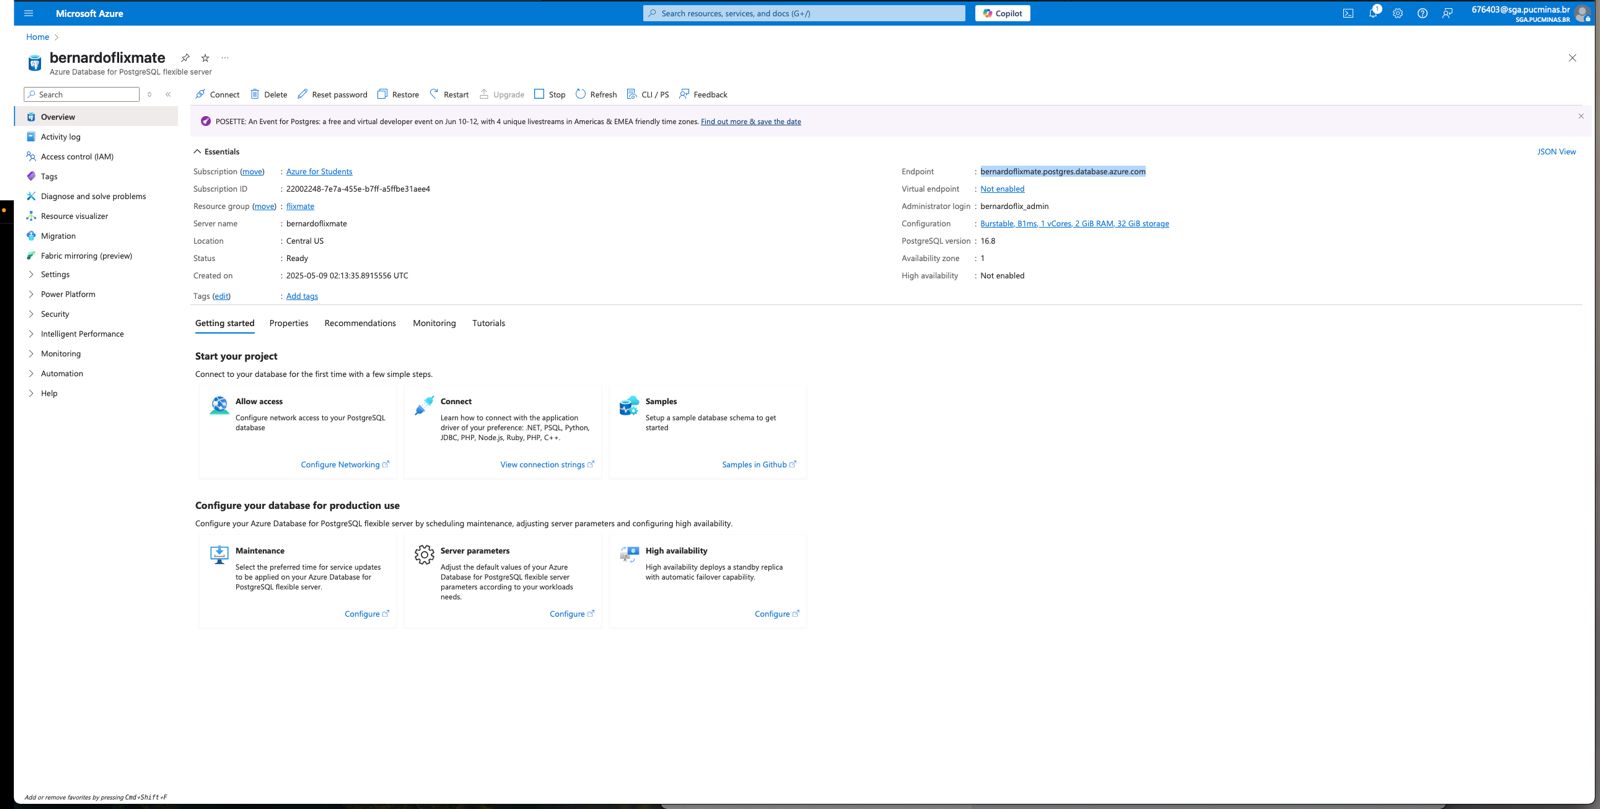 Microsoft Azure
Search resources, services, and docs (G+/)
Copilot
1
676403@sga.pucminas.br
SGA.PUCMINAS.BR
Home
bernardoflixmate
Azure Database for PostgreSQL flexible server
Search
Connect Delete Reset password Restore Restart Upgrade Stop Refresh CLI / PS Feedback
Overview
Activity log
Access control (IAM)
Tags
Diagnose and solve problems
Resource visualizer
Migration
Fabric mirroring (preview)
Settings
Power Platform
Security
Intelligent Performance
Monitoring
Automation
Help
POSETTE: An Event for Postgres: a free and virtual developer event on Jun 10-12, with 4 unique livestreams in Americas & EMEA friendly time zones. Find out more & save the date
Essentials
JSON View
Subscription (move) : Azure for Students
Subscription ID : 22002248-7e7a-455e-b7ff-a5ffbe31aee4
Resource group (move) : flixmate
Server name : bernardoflixmate
Location : Central US
Status : Ready
Created on : 2025-05-09 02:13:35.8915556 UTC
Tags (edit) : Add tags
Endpoint : bernardoflixmate.postgres.database.azure.com
Virtual endpoint : Not enabled
Administrator login : bernardoflix_admin
Configuration : Burstable, B1ms, 1 vCores, 2 GiB RAM, 32 GiB storage
PostgreSQL version : 16.8
Availability zone : 1
High availability : Not enabled
Getting started Properties Recommendations Monitoring Tutorials
Start your project
Connect to your database for the first time with a few simple steps.
Allow access
Configure network access to your PostgreSQL
database
Configure Networking
Connect
Learn how to connect with the application
driver of your preference: .NET, PSQL, Python,
JDBC, PHP, Node.js, Ruby, PHP, C++.
View connection strings
Samples
Setup a sample database schema to get
started
Samples in Github
Configure your database for production use
Configure your Azure Database for PostgreSQL flexible server by scheduling maintenance, adjusting server parameters and configuring high availability.
Maintenance
Select the preferred time for service updates
to be applied on your Azure Database for
PostgreSQL flexible server.
Configure
Server parameters
Adjust the default values of your Azure
Database for PostgreSQL flexible server
parameters according to your workloads
needs.
Configure
High availability
High availability deploys a standby replica
with automatic failover capability.
Configure
Add or remove favorites by pressing Cmd+Shift+F